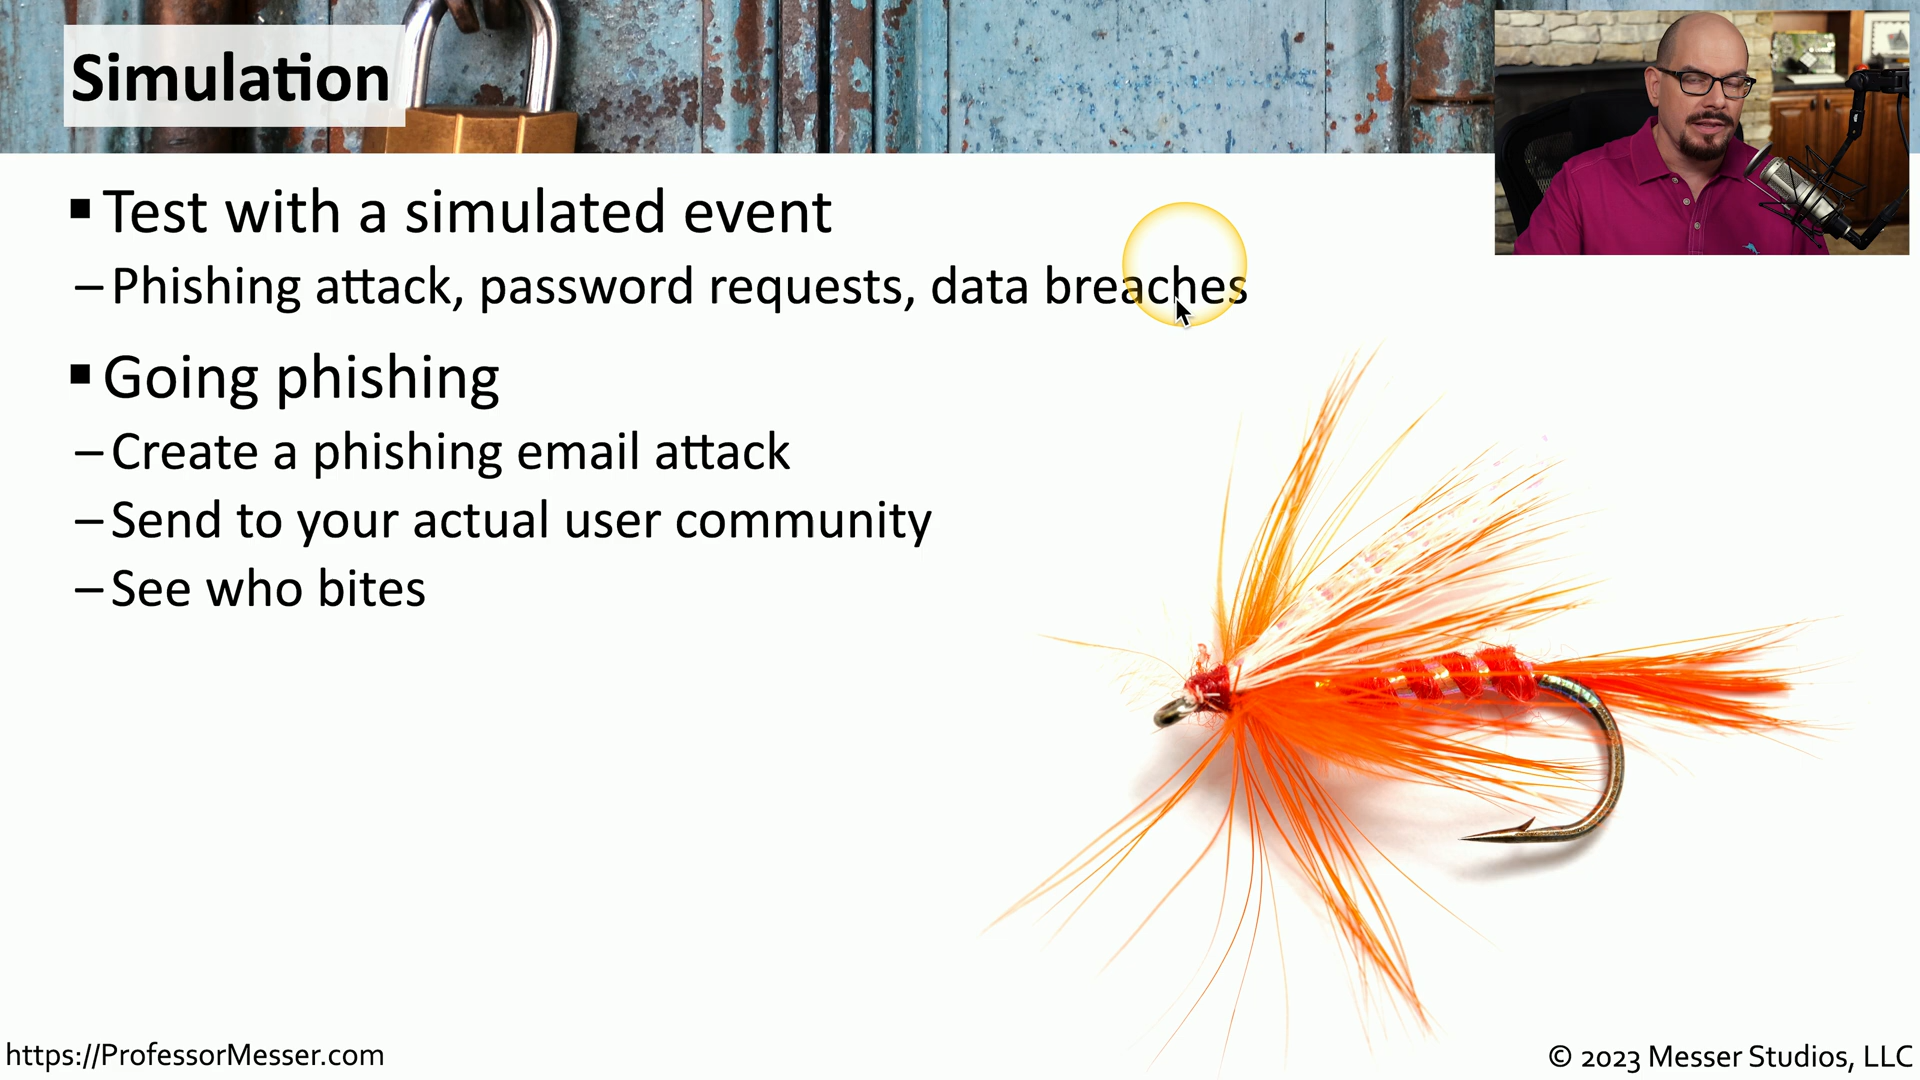 Simulation
▪ Test with a simulated event
– Phishing attack, password requests, data breaches
▪ Going phishing
– Create a phishing email attack
– Send to your actual user community
– See who bites
https://ProfessorMesser.com
© 2023 Messer Studios, LLC